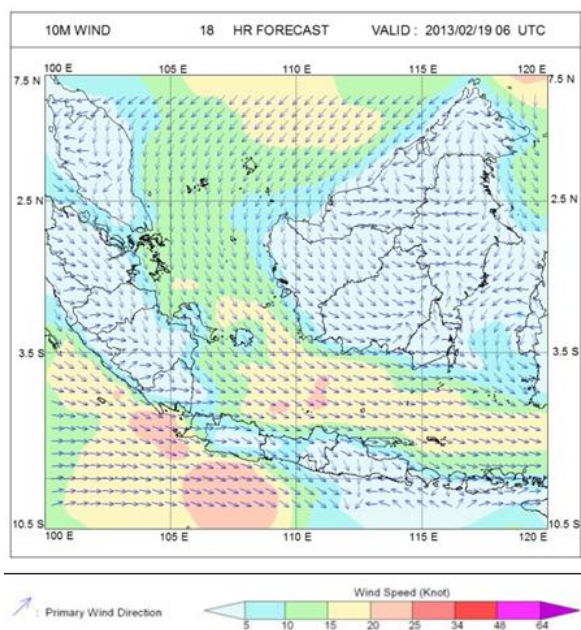 10M WIND 18 HR FORECAST VALID : 2013/02/19 06 UTC
100 E 105 E 110 E 115 E 120 E
7.5 N 7.5 N
2.5 N 2.5 N
3.5 S 3.5 S
10.5 S 10.5 S
100 E 105 E 110 E 115 E 120 E
Wind Speed (Knot)
: Primary Wind Direction
5 10 15 20 25 34 48 64